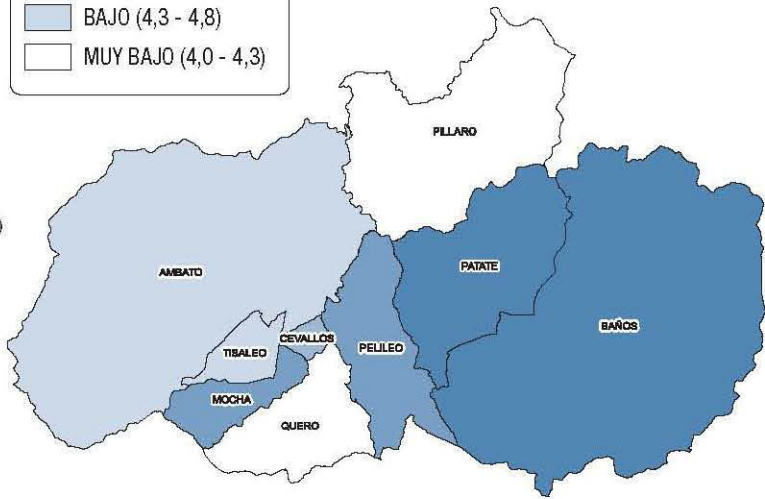 BAJO (4,3 - 4,8)
MUY BAJO (4,0 - 4,3)
PILLARO
AMBATO
PATATE
BAÑOS
CEVALLOS
TISALEO
PELILEO
MOCHA
QUERO